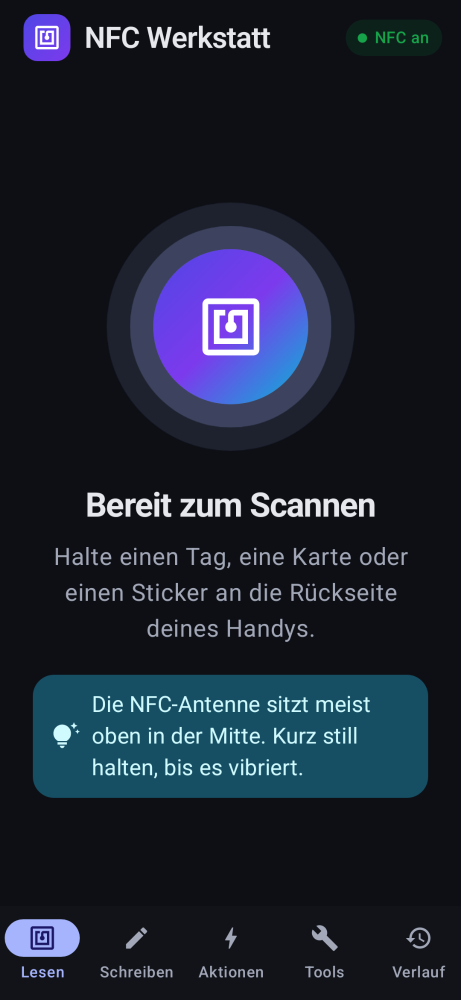 NFC Werkstatt
NFC an
Bereit zum Scannen
Halte einen Tag, eine Karte oder
einen Sticker an die Rückseite
deines Handys.
Die NFC-Antenne sitzt meist
oben in der Mitte. Kurz still
halten, bis es vibriert.
Lesen
Schreiben
Aktionen
Tools
Verlauf